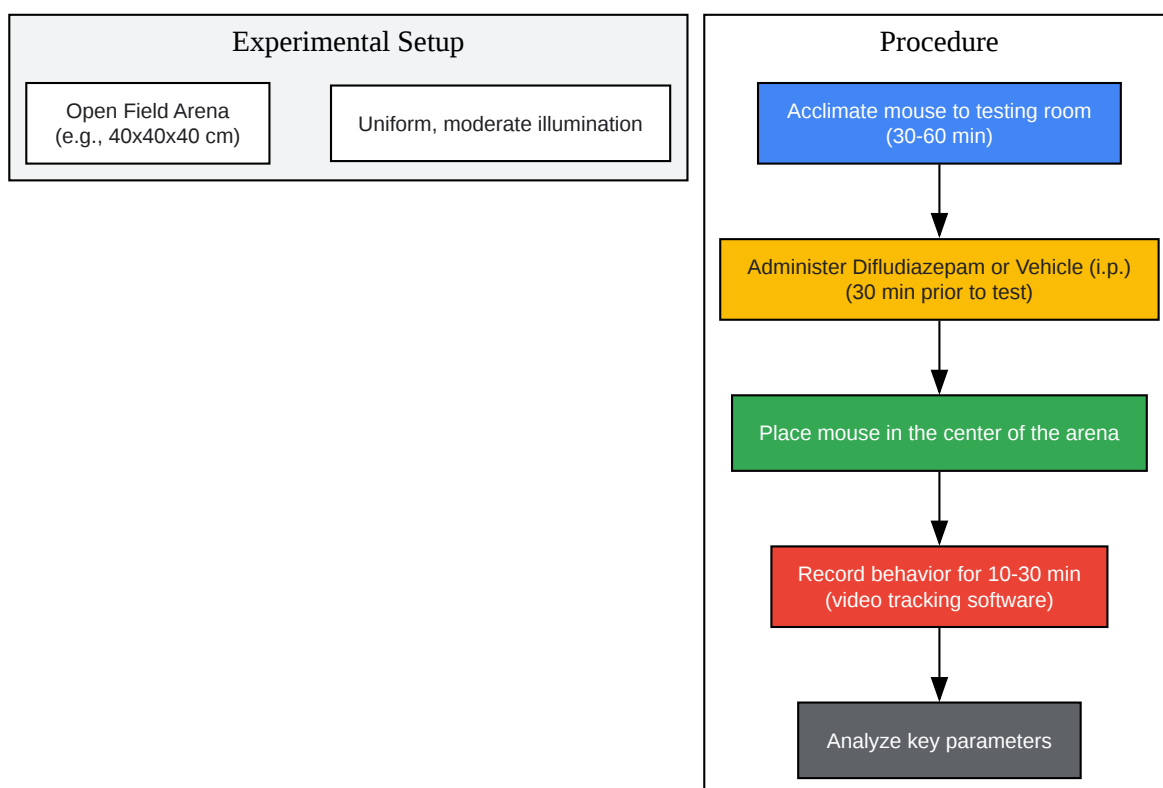 Experimental Setup
Open Field Arena
(e.g., 40x40x40 cm)
Uniform, moderate illumination
Procedure
Acclimate mouse to testing room
(30-60 min)
Administer Difludiazepam or Vehicle (i.p.)
(30 min prior to test)
Place mouse in the center of the arena
Record behavior for 10-30 min
(video tracking software)
Analyze key parameters